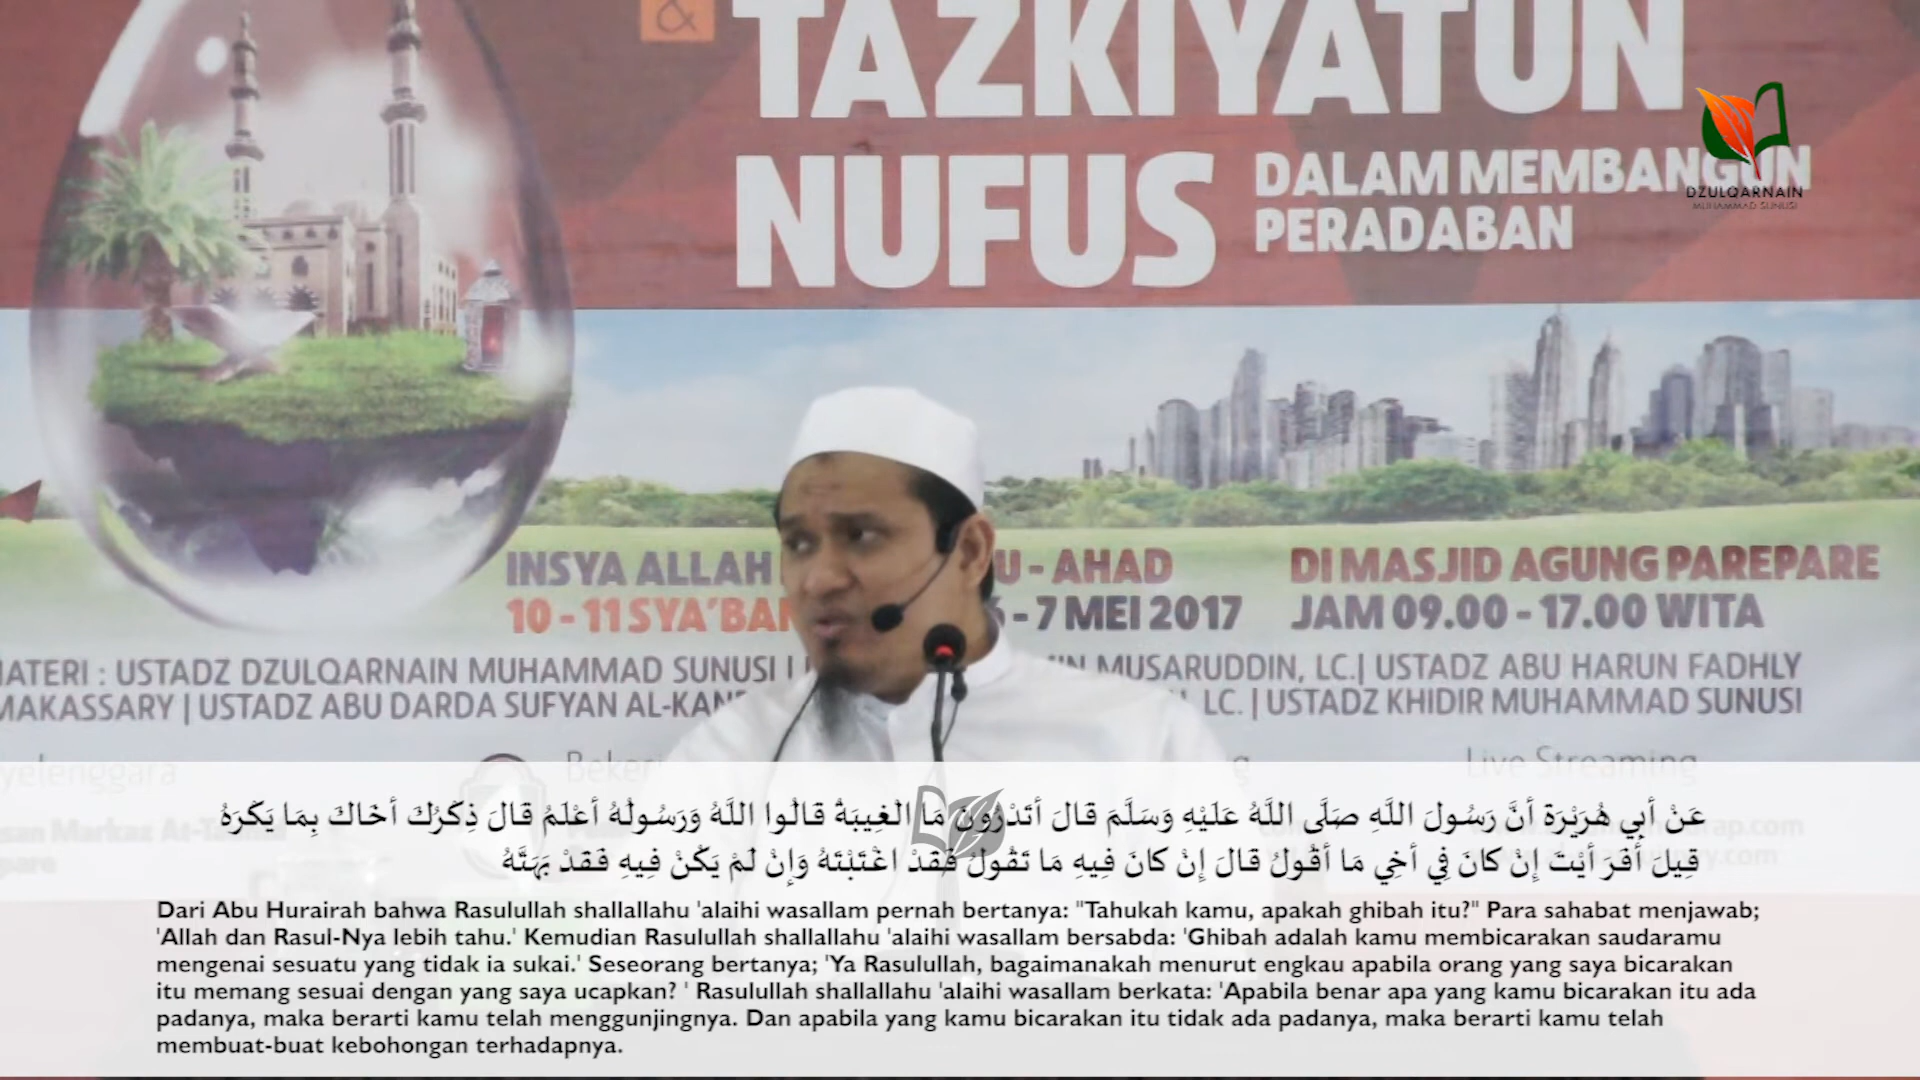 &
TAZKIYATUN
NUFUS
DALAM MEMBANGUN
PERADABAN
DZULQARNAIN
MUHAMMAD SUNUSI
INSYA ALLAH
U - AHAD
DI MASJID AGUNG PAREPARE
10 - 11 SYA'BAN
- 7 MEI 2017
JAM 09.00 - 17.00 WITA
MATERI : USTADZ DZULQARNAIN MUHAMMAD SUNUSI |
MUSARUDDIN, LC.| USTADZ ABU HARUN FADHLY
MAKASSARY | USTADZ ABU DARDA SUFYAN AL-KAN
LC. | USTADZ KHIDIR MUHAMMAD SUNUSI
yelenggara
Beker
Live Streaming
عَنْ أَبِي هُرَيْرَةَ أَنَّ رَسُولَ اللَّهِ صَلَّى اللَّهُ عَلَيْهِ وَسَلَّمَ قَالَ أَتَدْرُونَ مَا الْغِيبَةُ قَالُوا اللَّهُ وَرَسُولُهُ أَعْلَمُ قَالَ ذِكْرُكَ أَخَاكَ بِمَا يَكْرَهُ
قِيلَ أَفَرَأَيْتَ إِنْ كَانَ فِي أَخِي مَا أَقُولُ قَالَ إِنْ كَانَ فِيهِ مَا تَقُولُ فَقَدْ اغْتَبْتَهُ وَإِنْ لَمْ يَكُنْ فِيهِ فَقَدْ بَهَتَّهُ
Dari Abu Hurairah bahwa Rasulullah shallallahu 'alaihi wasallam pernah bertanya: "Tahukah kamu, apakah ghibah itu?" Para sahabat menjawab;
'Allah dan Rasul-Nya lebih tahu.' Kemudian Rasulullah shallallahu 'alaihi wasallam bersabda: 'Ghibah adalah kamu membicarakan saudaramu
mengenai sesuatu yang tidak ia sukai.' Seseorang bertanya; 'Ya Rasulullah, bagaimanakah menurut engkau apabila orang yang saya bicarakan
itu memang sesuai dengan yang saya ucapkan? ' Rasulullah shallallahu 'alaihi wasallam berkata: 'Apabila benar apa yang kamu bicarakan itu ada
padanya, maka berarti kamu telah menggunjingnya. Dan apabila yang kamu bicarakan itu tidak ada padanya, maka berarti kamu telah
membuat-buat kebohongan terhadapnya.